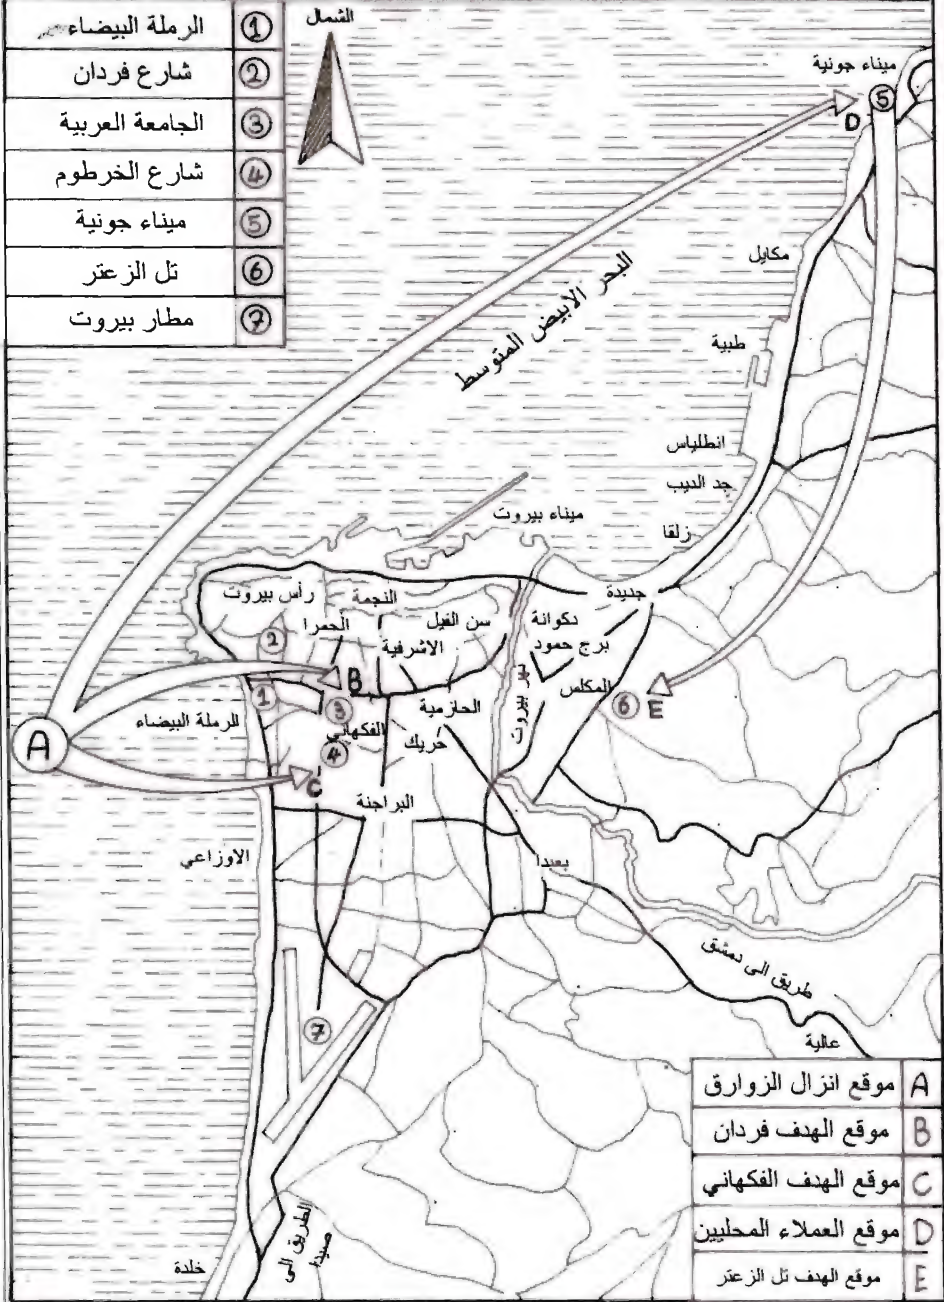 الرملة البيضاء ①
شارع فردان ②
الجامعة العربية ③
شارع الخرطوم ④
ميناء جونية ⑤
تل الزعتر ⑥
مطار بيروت ⑦
الشمال
ميناء جونية
⑤
D
مكايل
البحر الابيض المتوسط
طبية
انطلياس
جد الديب
ميناء بيروت
زلقا
رأس بيروت
النجمة
جديدة
الحمرا
سن الفيل
دكوانة
②
الاشرفية
برج حمود
B
①
③
المكلس
⑥
E
الرملة البيضاء
الفكهاني
الحازمية
نهر بيروت
A
④
حريك
C
البراجنة
الاوزاعي
بعبدا
طريق الى دمشق
⑦
عالية
الطريق الى
صيدا
خلدة
موقع انزال الزوارق A
موقع الهدف فردان B
موقع الهدف الفكهاني C
موقع العملاء المحليين D
موقع الهدف تل الزعتر E